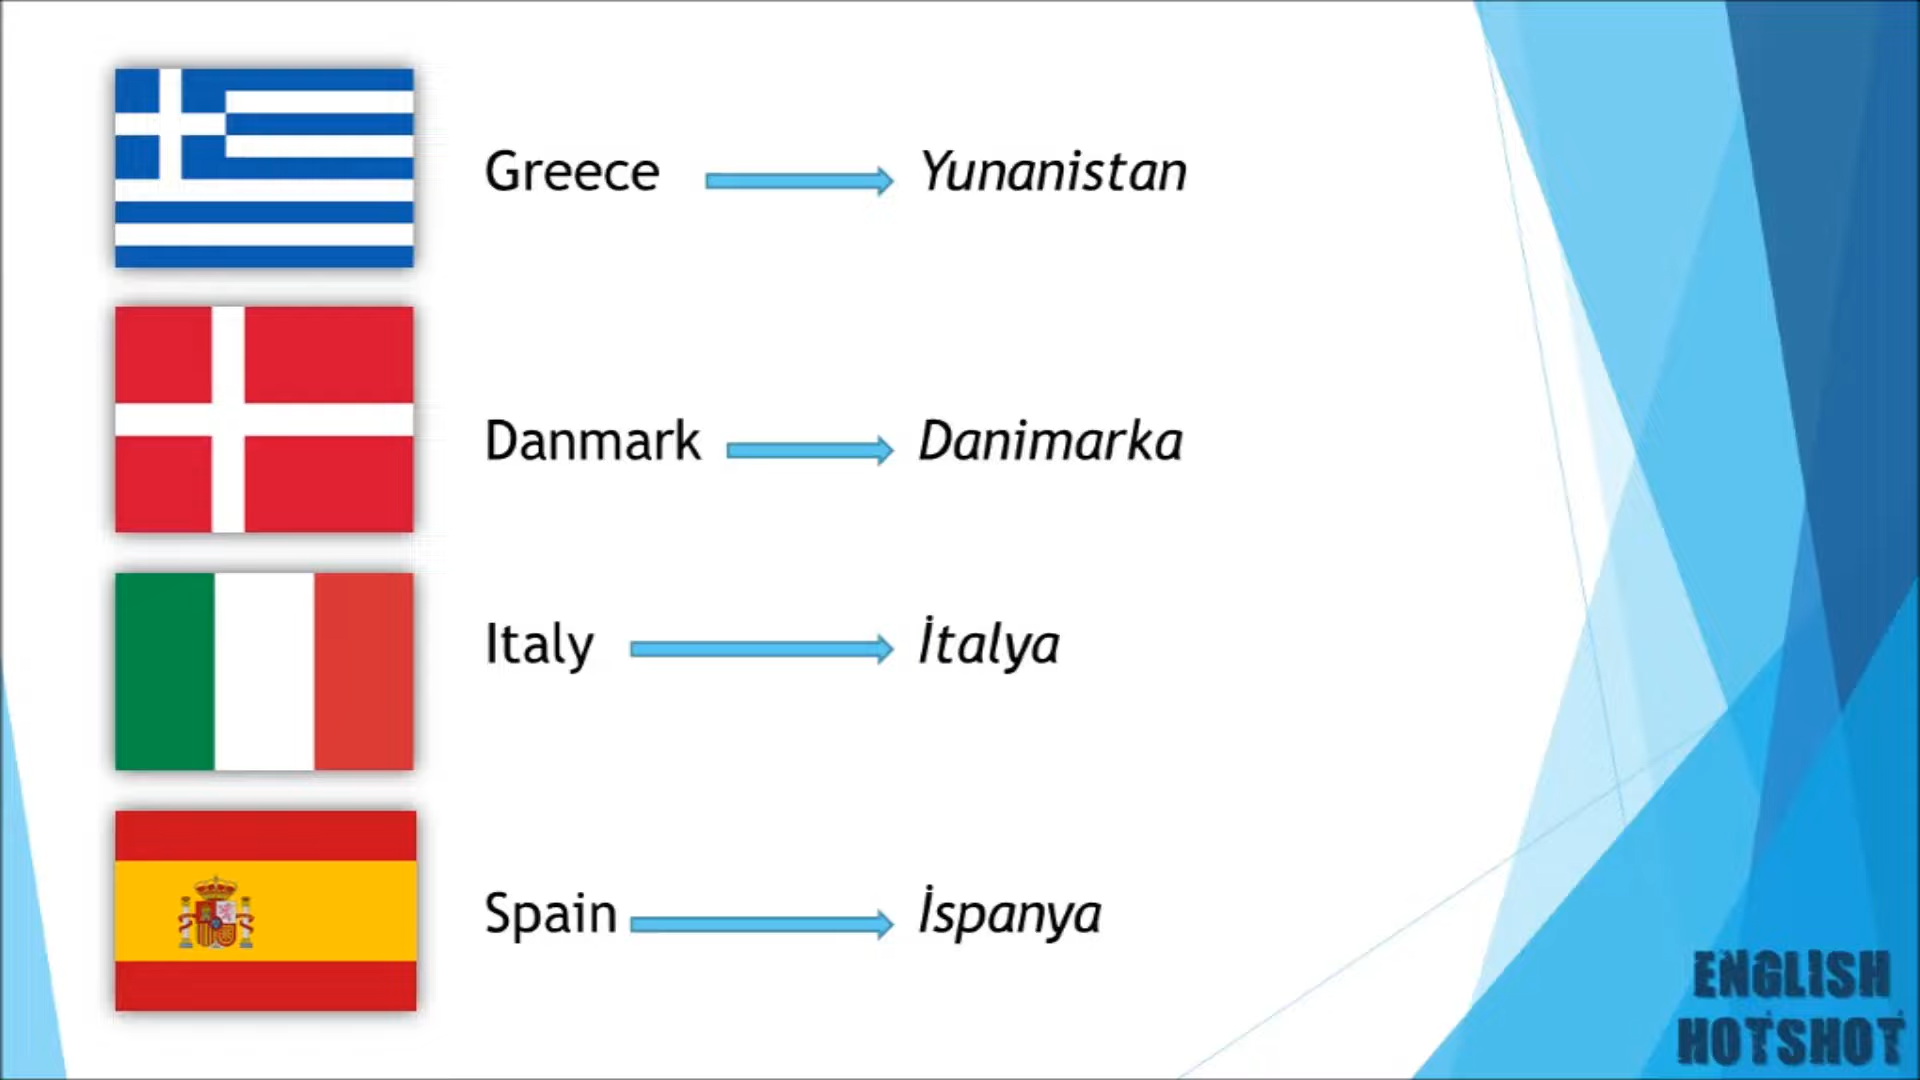 Greece Yunanistan
Danmark Danimarka
Italy İtalya
Spain İspanya
ENGLISH
HOTSHOT